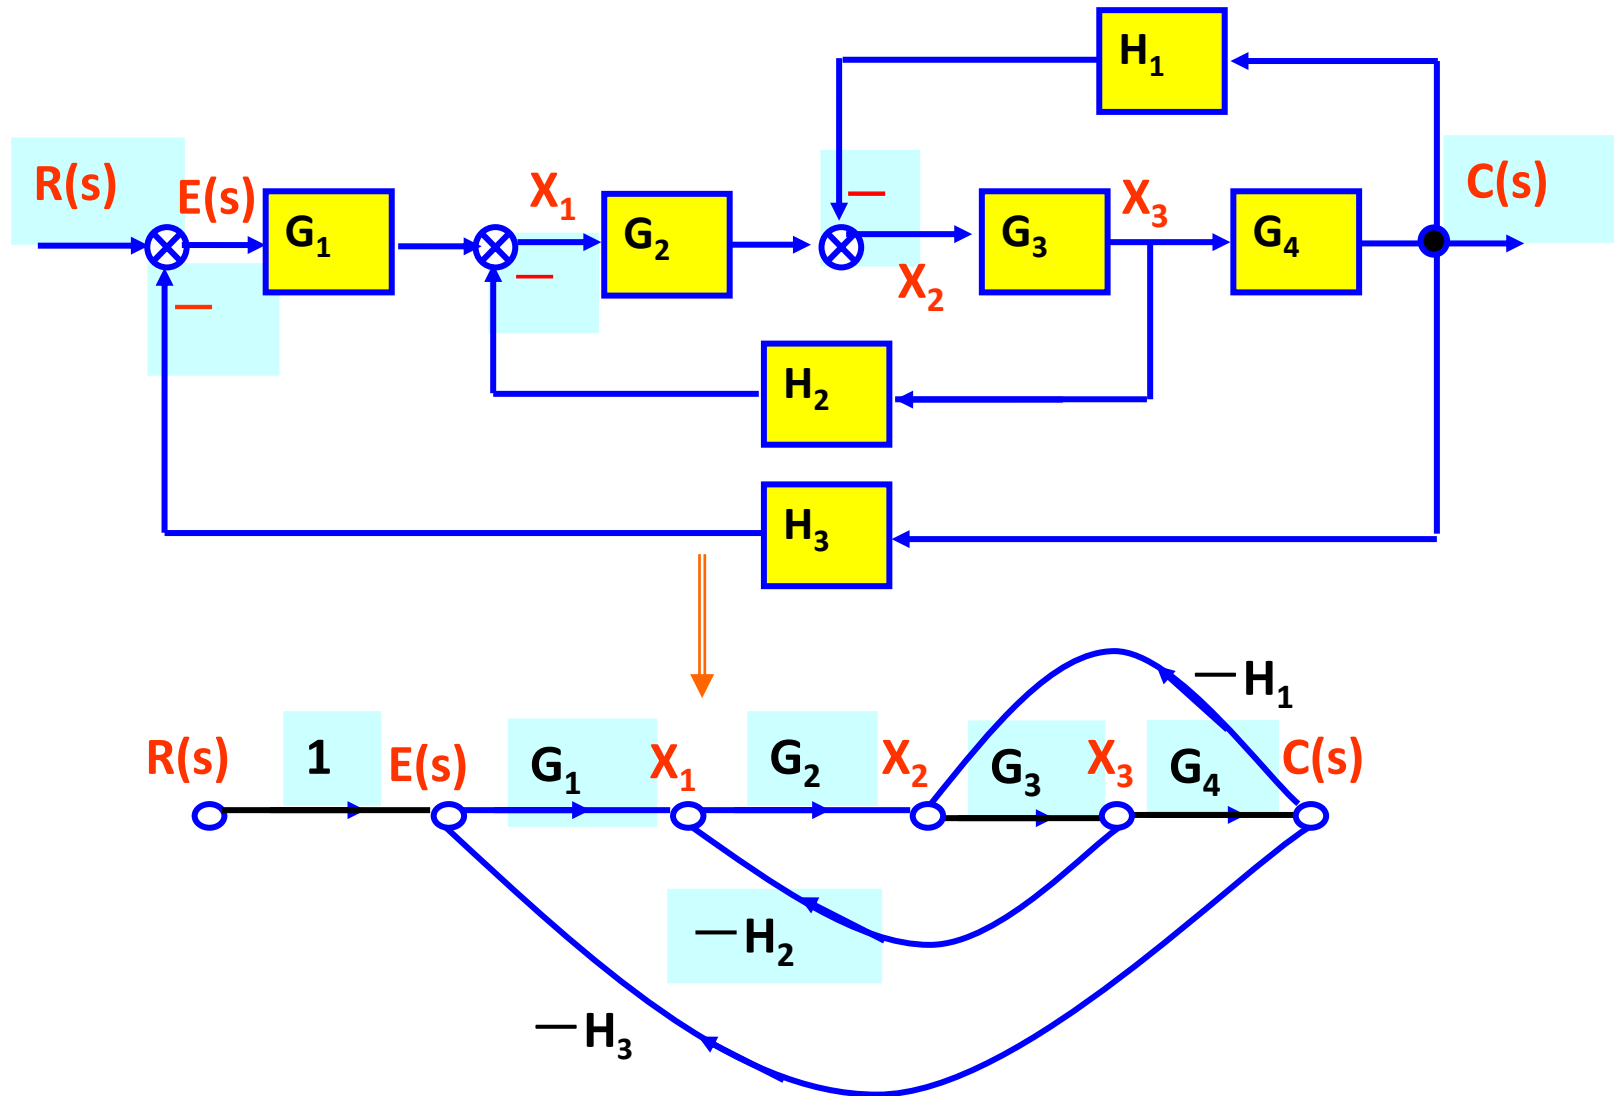 H₁
R(s) E(s) G₁ X₁ G₂ — X₂ G₃ X₃ G₄ C(s)
— —
H₂
H₃
— H₁
R(s) 1 E(s) G₁ X₁ G₂ X₂ G₃ X₃ G₄ C(s)
— H₂
— H₃